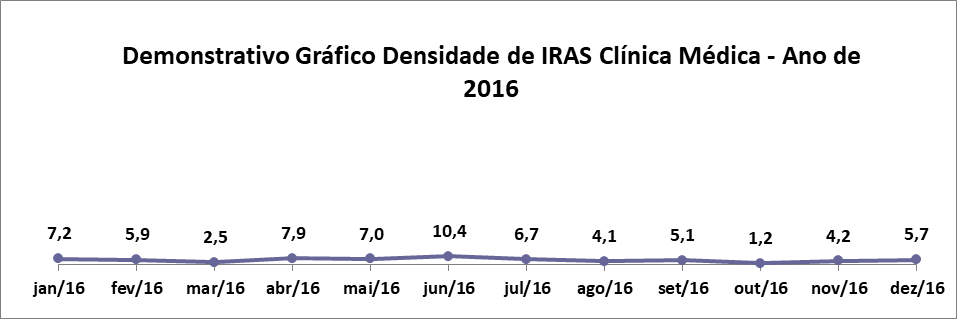 Demonstrativo Gráfico Densidade de IRAS Clínica Médica - Ano de
2016
7,2 5,9 2,5 7,9 7,0 10,4 6,7 4,1 5,1 1,2 4,2 5,7
jan/16 fev/16 mar/16 abr/16 mai/16 jun/16 jul/16 ago/16 set/16 out/16 nov/16 dez/16